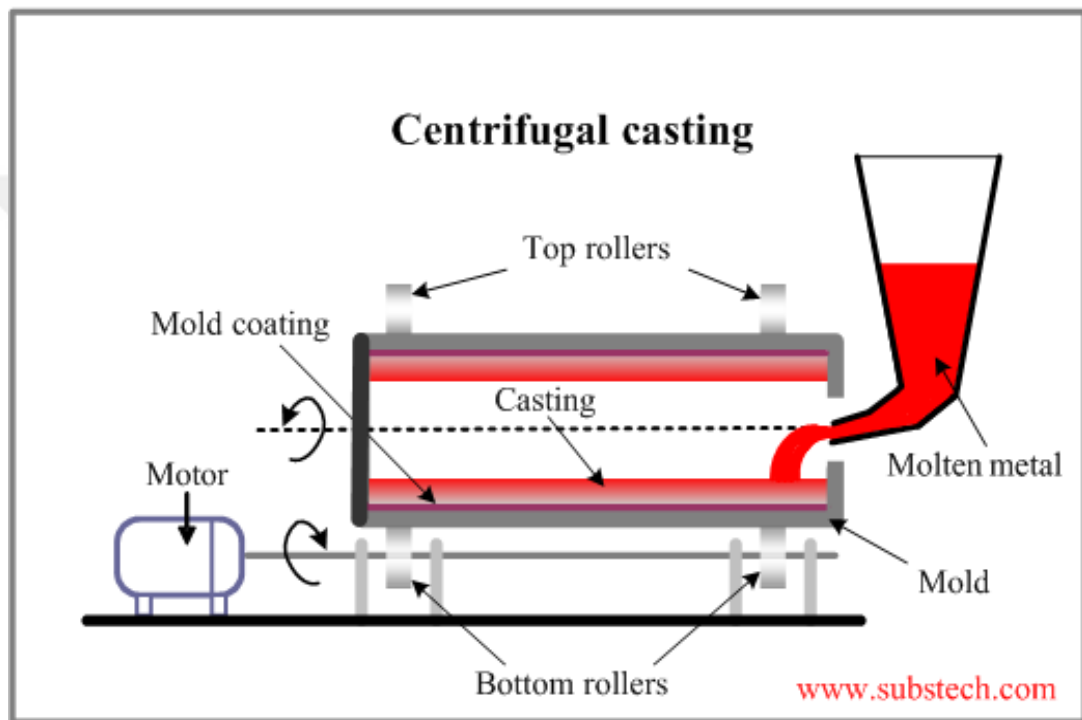 Centrifugal casting
Top rollers
Mold coating
Casting
Molten metal
Motor
Mold
Bottom rollers
www.substech.com